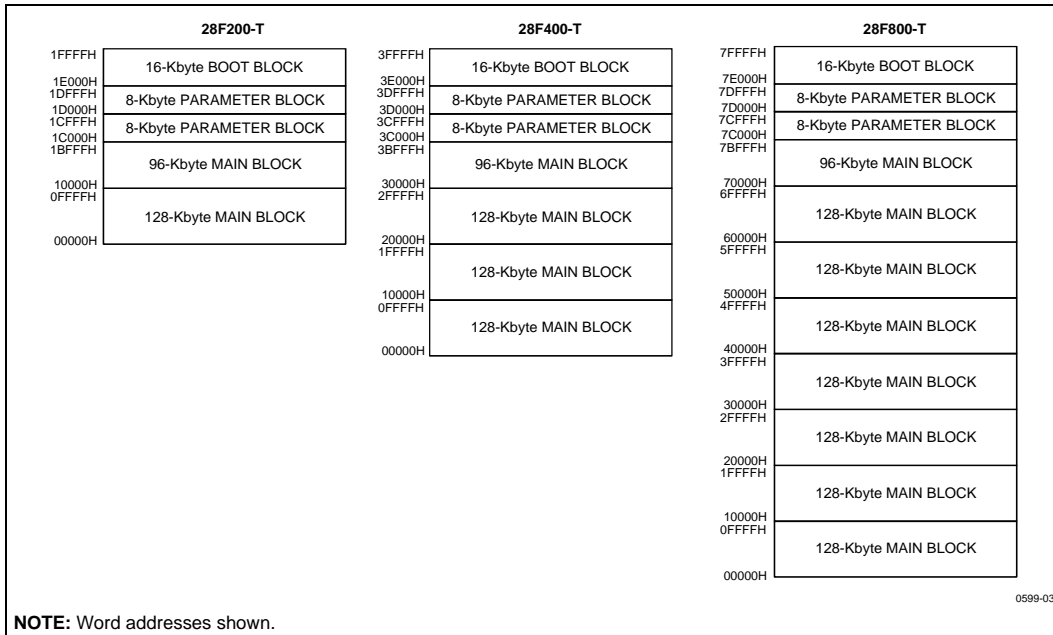 28F200-T
1FFFFH
16-Kbyte BOOT BLOCK
1E000H
1DFFFH
8-Kbyte PARAMETER BLOCK
1D000H
1CFFFH
8-Kbyte PARAMETER BLOCK
1C000H
1BFFFH
96-Kbyte MAIN BLOCK
10000H
0FFFFH
128-Kbyte MAIN BLOCK
00000H
28F400-T
3FFFFH
16-Kbyte BOOT BLOCK
3E000H
3DFFFH
8-Kbyte PARAMETER BLOCK
3D000H
3CFFFH
8-Kbyte PARAMETER BLOCK
3C000H
3BFFFH
96-Kbyte MAIN BLOCK
30000H
2FFFFH
128-Kbyte MAIN BLOCK
20000H
1FFFFH
128-Kbyte MAIN BLOCK
10000H
0FFFFH
128-Kbyte MAIN BLOCK
00000H
28F800-T
7FFFFH
16-Kbyte BOOT BLOCK
7E000H
7DFFFH
8-Kbyte PARAMETER BLOCK
7D000H
7CFFFH
8-Kbyte PARAMETER BLOCK
7C000H
7BFFFH
96-Kbyte MAIN BLOCK
70000H
6FFFFH
128-Kbyte MAIN BLOCK
60000H
5FFFFH
128-Kbyte MAIN BLOCK
50000H
4FFFFH
128-Kbyte MAIN BLOCK
40000H
3FFFFH
128-Kbyte MAIN BLOCK
30000H
2FFFFH
128-Kbyte MAIN BLOCK
20000H
1FFFFH
128-Kbyte MAIN BLOCK
10000H
0FFFFH
128-Kbyte MAIN BLOCK
00000H
0599-03
NOTE: Word addresses shown.